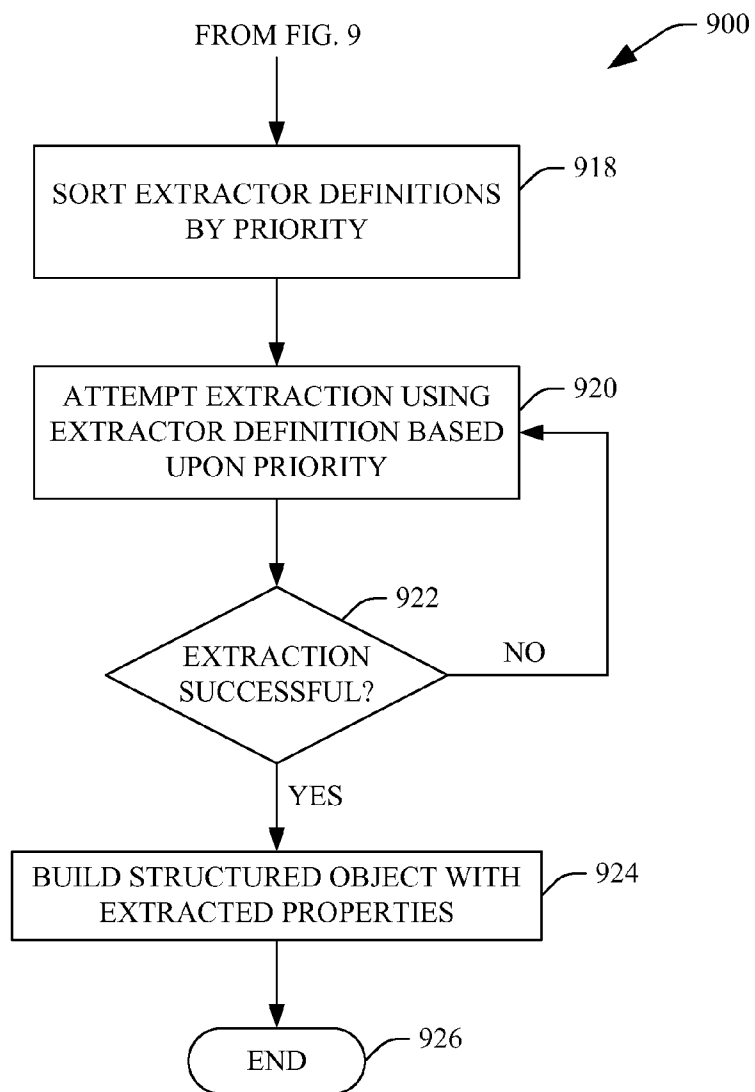 FROM FIG. 9
900
SORT EXTRACTOR DEFINITIONS
BY PRIORITY
918
ATTEMPT EXTRACTION USING
EXTRACTOR DEFINITION BASED
UPON PRIORITY
920
922
EXTRACTION
SUCCESSFUL?
NO
YES
BUILD STRUCTURED OBJECT WITH
EXTRACTED PROPERTIES
924
END
926